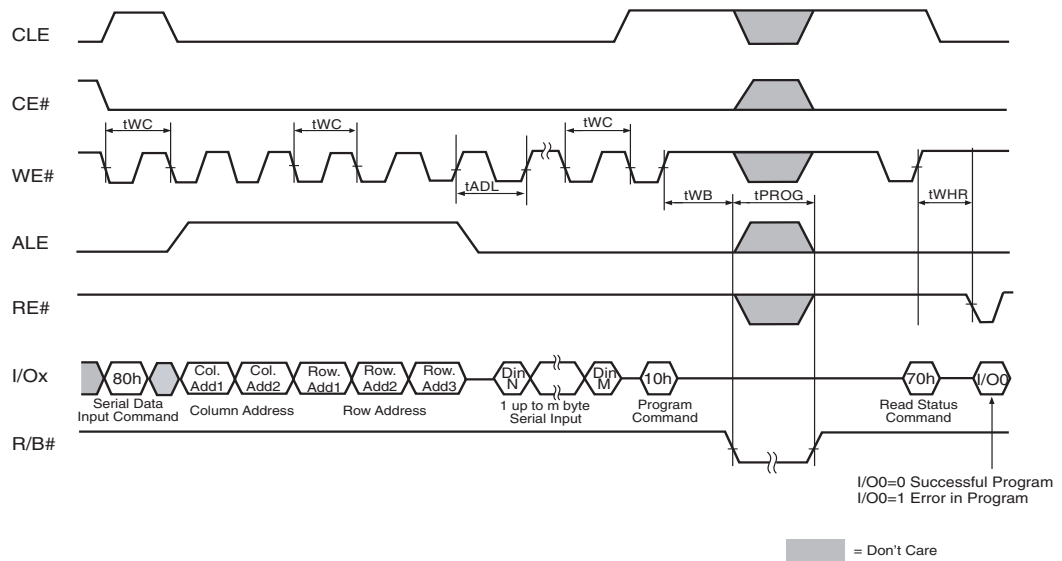 CLE
CE#
tWC
tWC
tWC
WE#
tADL
tWB
tPROG
tWHR
ALE
RE#
I/Ox
80h
Col.
Add1
Col.
Add2
Row.
Add1
Row.
Add2
Row.
Add3
Din
N
Din
M
10h
70h
I/O0
Serial Data
Input Command
Column Address
Row Address
1 up to m byte
Serial Input
Program
Command
Read Status
Command
R/B#
I/O0=0 Successful Program
I/O0=1 Error in Program
= Don't Care